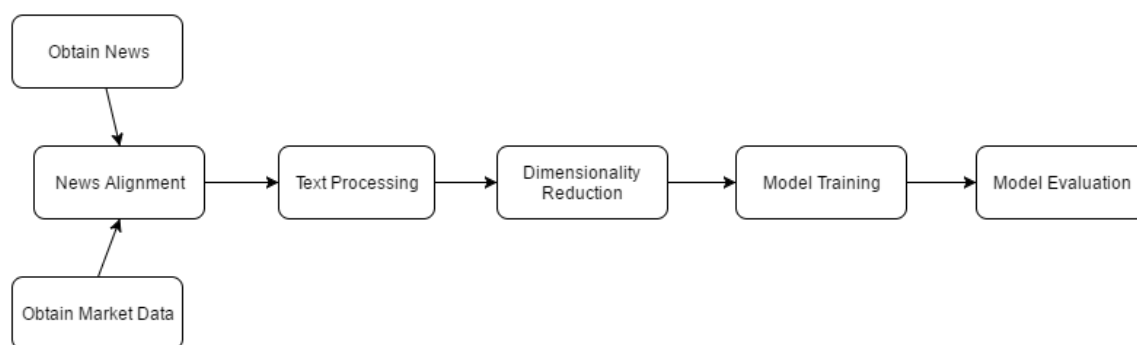 Obtain News
News Alignment
Text Processing
Dimensionality
Reduction
Model Training
Model Evaluation
Obtain Market Data